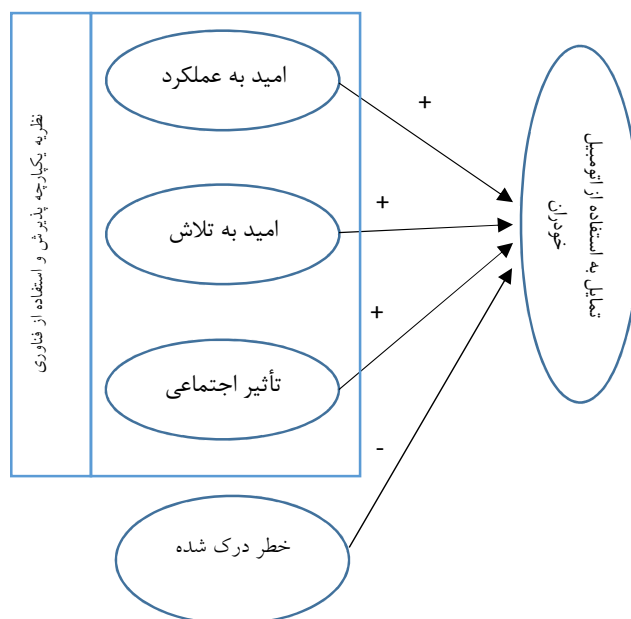 نظریه یکپارچه پذیرش و استفاده از فناوری
امید به عملکرد
امید به تلاش
تأثیر اجتماعی
خطر درک شده
+
+
+
-
تمایل به استفاده از اتومبیل
خودران